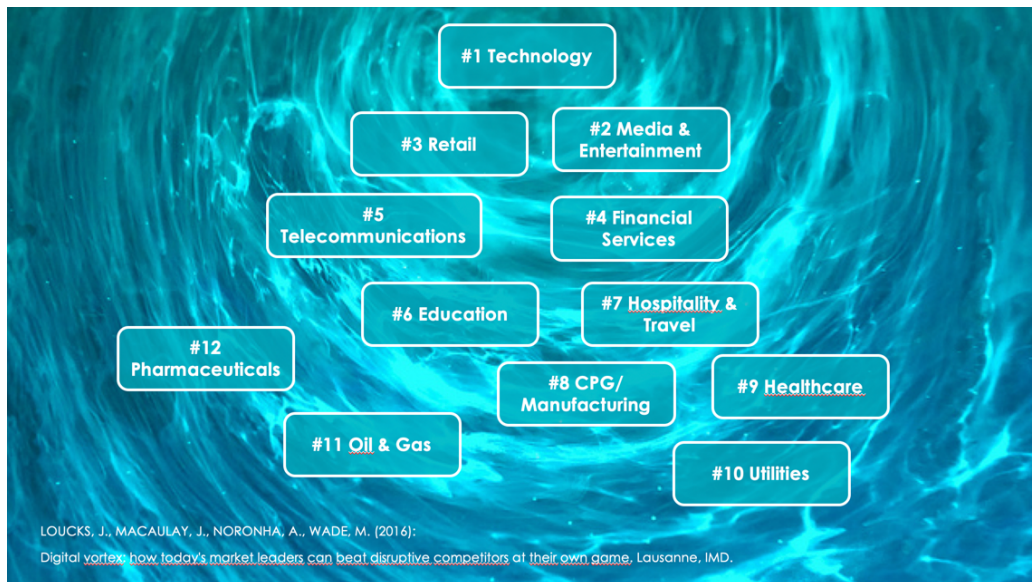 #1 Technology
#3 Retail
#2 Media &
Entertainment
#5
Telecommunications
#4 Financial
Services
#6 Education
#7 Hospitality &
Travel
#12
Pharmaceuticals
#8 CPG/
Manufacturing
#9 Healthcare
#11 Oil & Gas
#10 Utilities
LOUCKS, J., MACAULAY, J., NORONHA, A., WADE, M. (2016):
Digital vortex: how today's market leaders can beat disruptive competitors at their own game, Lausanne, IMD.